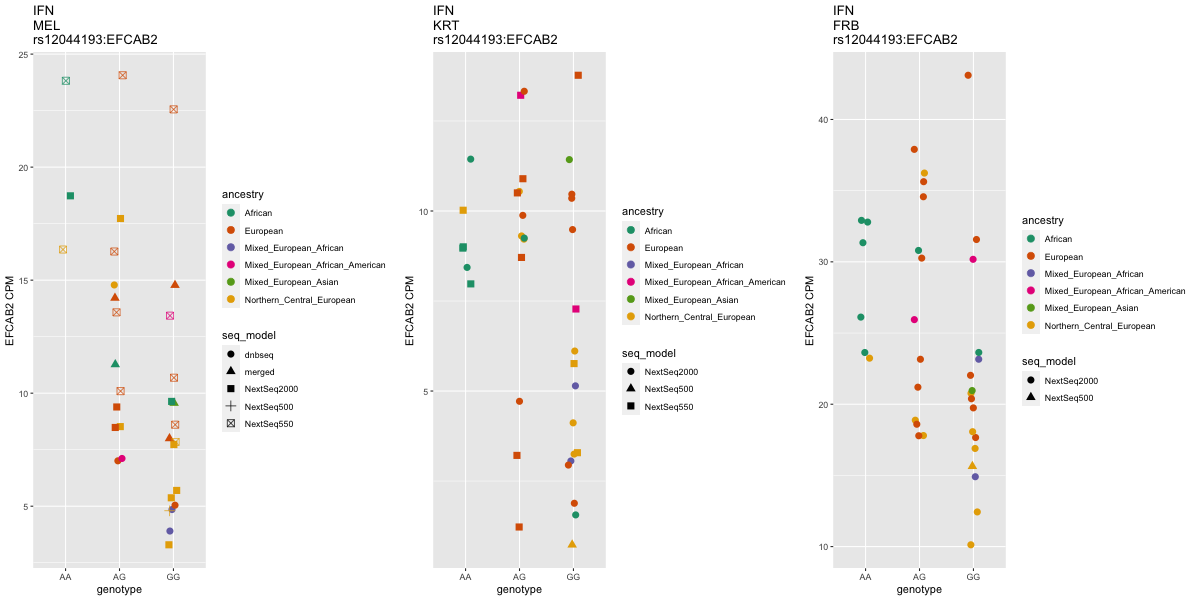 IFN
MEL
rs12044193:EFCAB2
25
20
15
10
5
EFCAB2 CPM
AA
AG
GG
genotype
ancestry
African
European
Mixed_European_African
Mixed_European_African_American
Mixed_European_Asian
Northern_Central_European
seq_model
dnbseq
merged
NextSeq2000
NextSeq500
NextSeq550
IFN
KRT
rs12044193:EFCAB2
10
5
EFCAB2 CPM
AA
AG
GG
genotype
ancestry
African
European
Mixed_European_African
Mixed_European_African_American
Mixed_European_Asian
Northern_Central_European
seq_model
NextSeq2000
NextSeq500
NextSeq550
IFN
FRB
rs12044193:EFCAB2
40
30
20
10
EFCAB2 CPM
AA
AG
GG
genotype
ancestry
African
European
Mixed_European_African
Mixed_European_African_American
Mixed_European_Asian
Northern_Central_European
seq_model
NextSeq2000
NextSeq500